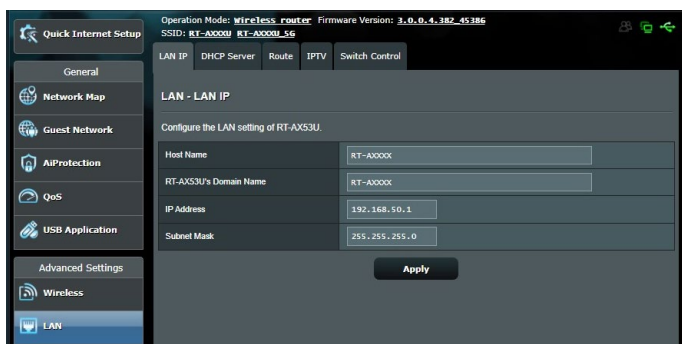 Quick Internet Setup
General
Network Map
Guest Network
AiProtection
QoS
USB Application
Advanced Settings
Wireless
LAN
Operation Mode: Wireless router Firmware Version: 3.0.0.4.382_45386
SSID: RT-AXXXU RT-AXXXU_5G
LAN IP DHCP Server Route IPTV Switch Control
LAN - LAN IP
Configure the LAN setting of RT-AX53U.
Host Name RT-AXXXX
RT-AX53U's Domain Name RT-AXXXX
IP Address 192.168.50.1
Subnet Mask 255.255.255.0
Apply